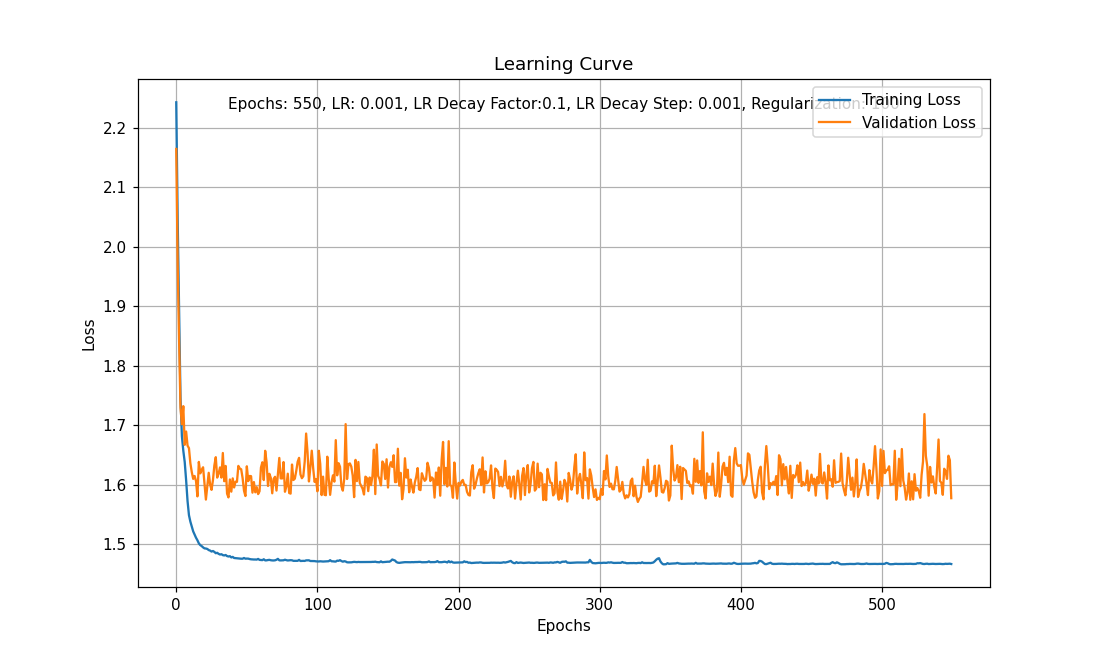 Learning Curve
Epochs: 550, LR: 0.001, LR Decay Factor:0.1, LR Decay Step: 0.001, Regularization:
Training Loss
Validation Loss
2.2
2.1
2.0
1.9
1.8
1.7
1.6
1.5
Loss
0 100 200 300 400 500
Epochs